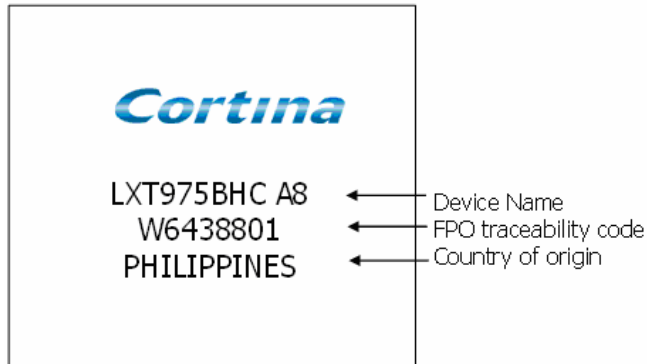 Cortina
LXT975BHC A8
W6438801
PHILIPPINES
Device Name
FPO traceability code
Country of origin